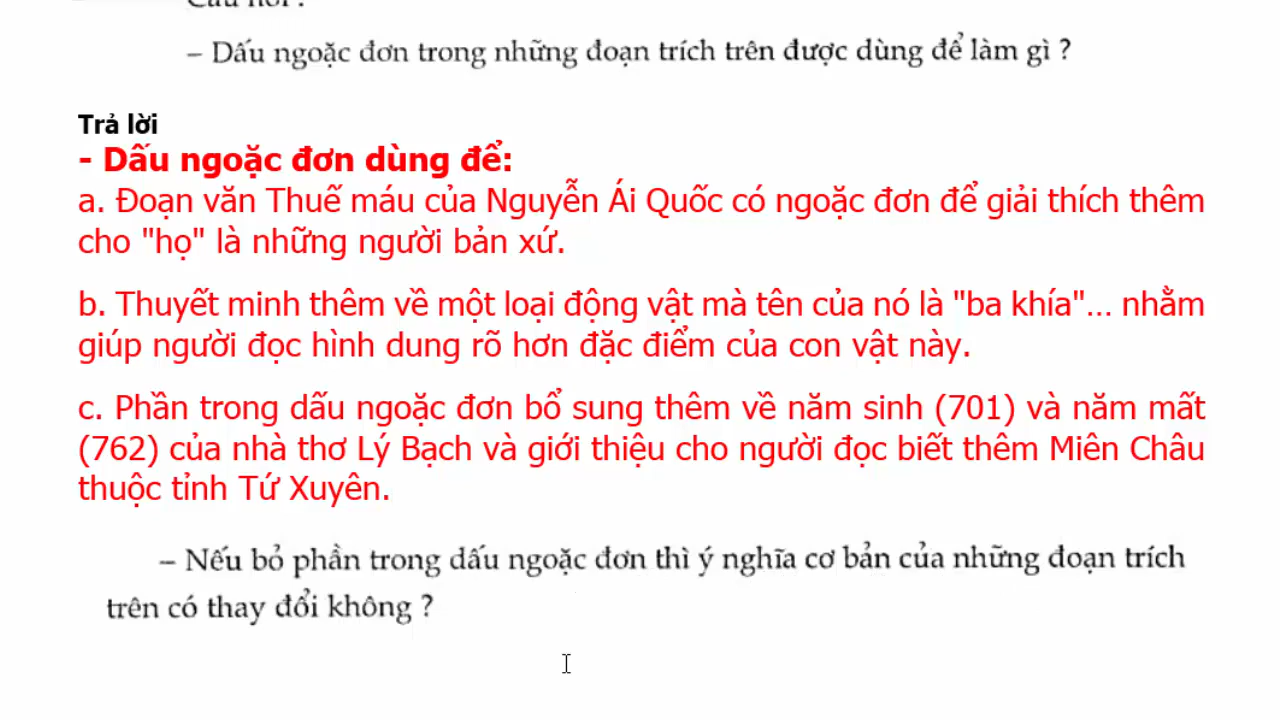 Câu hỏi :
– Dấu ngoặc đơn trong những đoạn trích trên được dùng để làm gì ?
Trả lời
- Dấu ngoặc đơn dùng để:
a. Đoạn văn Thuế máu của Nguyễn Ái Quốc có ngoặc đơn để giải thích thêm
cho "họ" là những người bản xứ.
b. Thuyết minh thêm về một loại động vật mà tên của nó là "ba khía"... nhằm
giúp người đọc hình dung rõ hơn đặc điểm của con vật này.
c. Phần trong dấu ngoặc đơn bổ sung thêm về năm sinh (701) và năm mất
(762) của nhà thơ Lý Bạch và giới thiệu cho người đọc biết thêm Miên Châu
thuộc tỉnh Tứ Xuyên.
– Nếu bỏ phần trong dấu ngoặc đơn thì ý nghĩa cơ bản của những đoạn trích
trên có thay đổi không ?